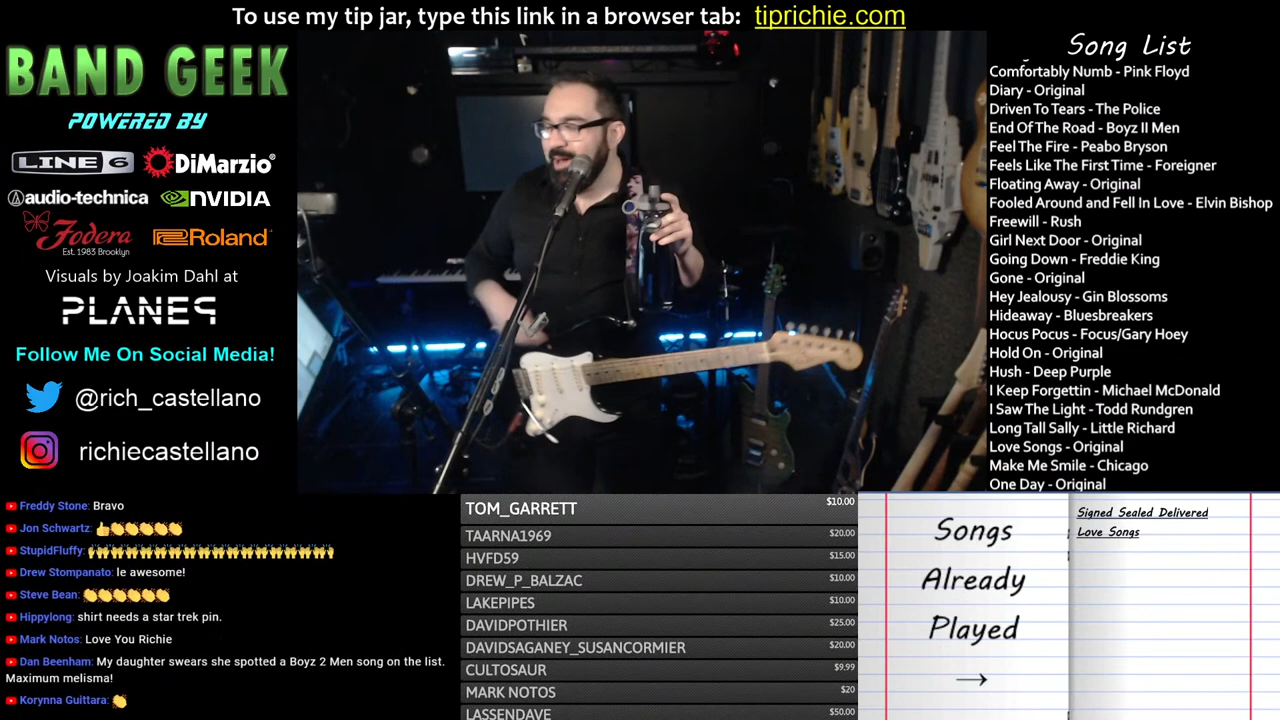 To use my tip jar, type this link in a browser tab: tiprichie.com
BAND GEEK
POWERED BY
LINE 6
DiMarzio®
audio-technica
NVIDIA
Fodera
Est. 1983 Brooklyn
Roland
Visuals by Joakim Dahl at
PLANE9
Follow Me On Social Media!
@rich_castellano
richiecastellano
Song List
Comfortably Numb - Pink Floyd
Diary - Original
Driven To Tears - The Police
End Of The Road - Boyz II Men
Feel The Fire - Peabo Bryson
Feels Like The First Time - Foreigner
Floating Away - Original
Fooled Around and Fell In Love - Elvin Bishop
Freewill - Rush
Girl Next Door - Original
Going Down - Freddie King
Gone - Original
Hey Jealousy - Gin Blossoms
Hideaway - Bluesbreakers
Hocus Pocus - Focus/Gary Hoey
Hold On - Original
Hush - Deep Purple
I Keep Forgettin - Michael McDonald
I Saw The Light - Todd Rundgren
Long Tall Sally - Little Richard
Love Songs - Original
Make Me Smile - Chicago
One Day - Original
Freddy Stone: Bravo
Jon Schwartz: 👍👏👏👏👏👏
StupidFluffy: 🙌🙌🙌🙌🙌🙌🙌🙌🙌🙌🙌🙌🙌🙌🙌🙌🙌
Drew Stompanato: le awesome!
Steve Bean: 👏👏👏👏👏👏
Hippylong: shirt needs a star trek pin.
Mark Notos: Love You Richie
Dan Beenham: My daughter swears she spotted a Boyz 2 Men song on the list.
Maximum melisma!
Korynna Guittara: 👏
TOM_GARRETT $10.00
TAARNA1969 $20.00
HVFD59 $15.00
DREW_P_BALZAC $10.00
LAKEPIPES $10.00
DAVIDPOTHIER $25.00
DAVIDSAGANEY_SUSANCORMIER $20.00
CULTOSAUR $9.99
MARK NOTOS $20
LASSENDAVE $50.00
Songs
Already
Played
→
Signed Sealed Delivered
Love Songs